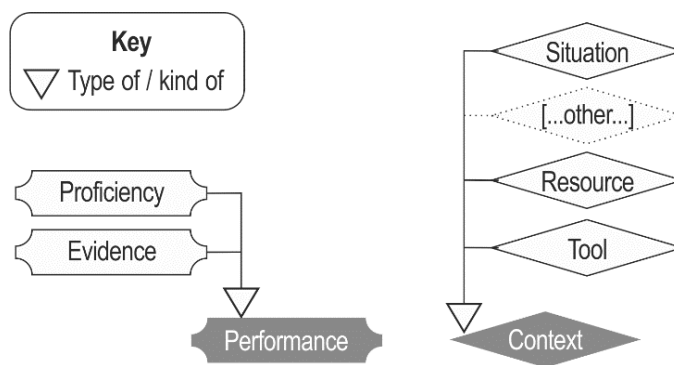 Key
Type of / kind of
Situation
[...other...]
Resource
Tool
Context
Proficiency
Evidence
Performance